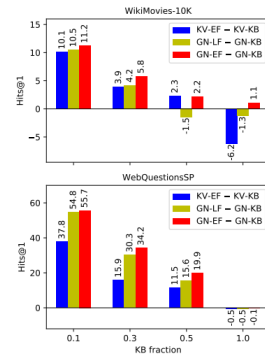 WikiMovies-10K
KV-EF − KV-KB
GN-LF − GN-KB
GN-EF − GN-KB
10.1 10.5 11.2
3.9 4.2 5.8
2.3 -1.5 2.2
-6.2 -1.3 1.1
10
5
0
−5
Hits@1
WebQuestionsSP
KV-EF − KV-KB
GN-LF − GN-KB
GN-EF − GN-KB
37.8 54.8 55.7
15.9 30.3 34.2
11.5 15.6 19.9
-0.5 -0.5 -0.1
60
40
20
0
Hits@1
0.1 0.3 0.5 1.0
KB fraction